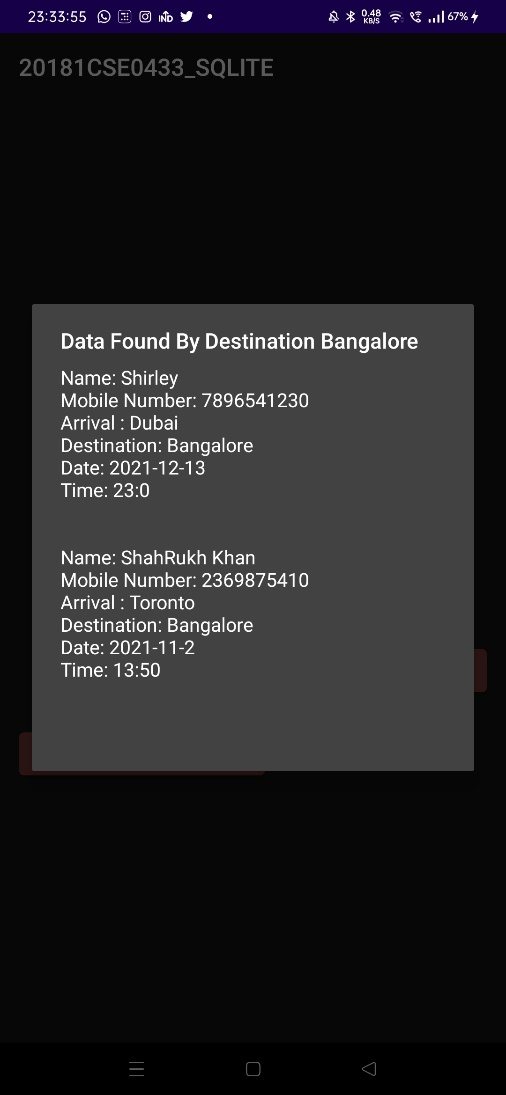 23:33:55
IND
0.48
KB/S
67%
20181CSE0433_SQLITE
Data Found By Destination Bangalore
Name: Shirley
Mobile Number: 7896541230
Arrival : Dubai
Destination: Bangalore
Date: 2021-12-13
Time: 23:0
Name: ShahRukh Khan
Mobile Number: 2369875410
Arrival : Toronto
Destination: Bangalore
Date: 2021-11-2
Time: 13:50